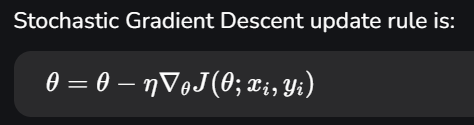 Stochastic Gradient Descent update rule is:
θ = θ − η∇θJ(θ; xi, yi)